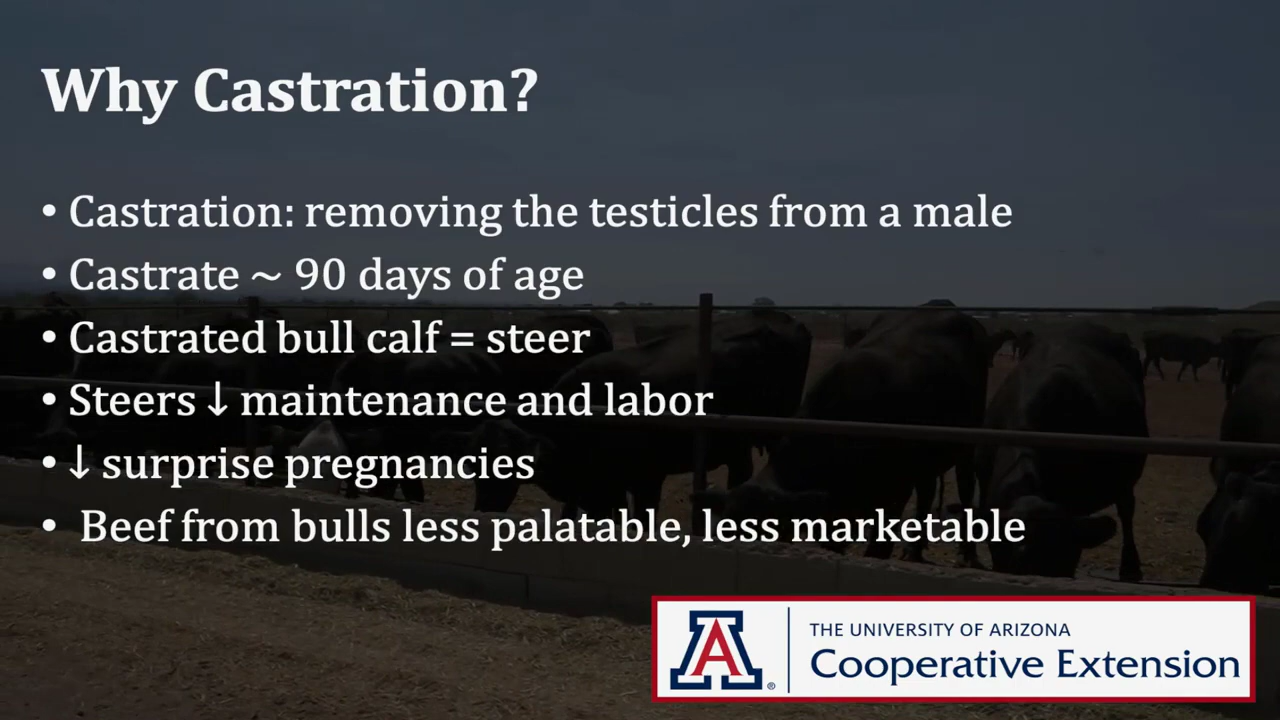 Why Castration?
• Castration: removing the testicles from a male
• Castrate ~ 90 days of age
• Castrated bull calf = steer
• Steers ↓ maintenance and labor
• ↓ surprise pregnancies
• Beef from bulls less palatable, less marketable
A ®
THE UNIVERSITY OF ARIZONA
Cooperative Extension